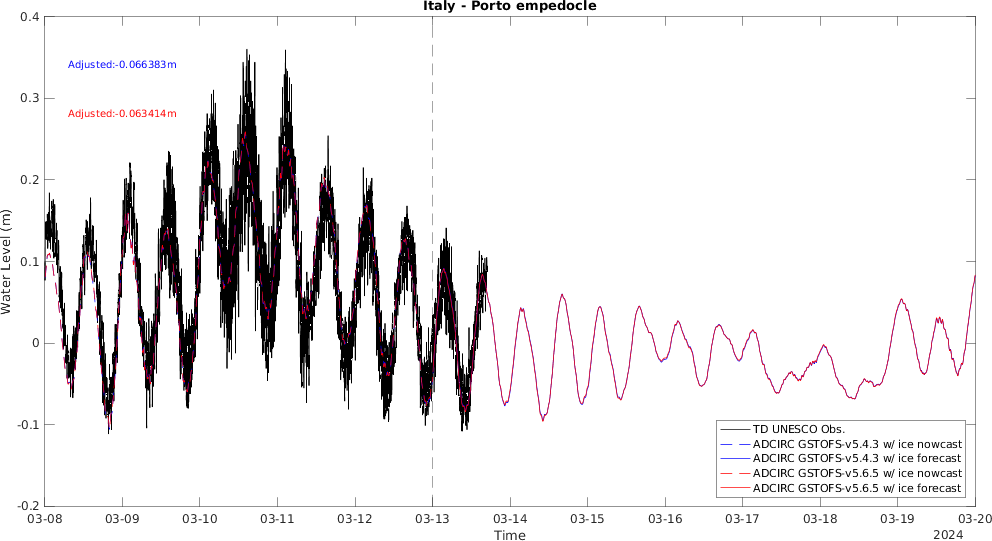 Italy - Porto empedocle
0.4
Adjusted:-0.066383m
0.3
Adjusted:-0.063414m
0.2
0.1
0
-0.1
-0.2
Water Level (m)
TD UNESCO Obs.
ADCIRC GSTOFS-v5.4.3 w/ ice nowcast
ADCIRC GSTOFS-v5.4.3 w/ ice forecast
ADCIRC GSTOFS-v5.6.5 w/ ice nowcast
ADCIRC GSTOFS-v5.6.5 w/ ice forecast
03-08 03-09 03-10 03-11 03-12 03-13 03-14 03-15 03-16 03-17 03-18 03-19 03-20
Time
2024